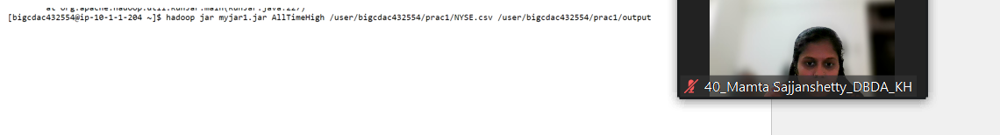 at org.apache.hadoop.util.RunJar.main(RunJar.java:227)
[bigcdac432554@ip-10-1-1-204 ~]$ hadoop jar myjar1.jar AllTimeHigh /user/bigcdac432554/prac1/NYSE.csv /user/bigcdac432554/prac1/output
40_Mamta Sajjanshetty_DBDA_KH